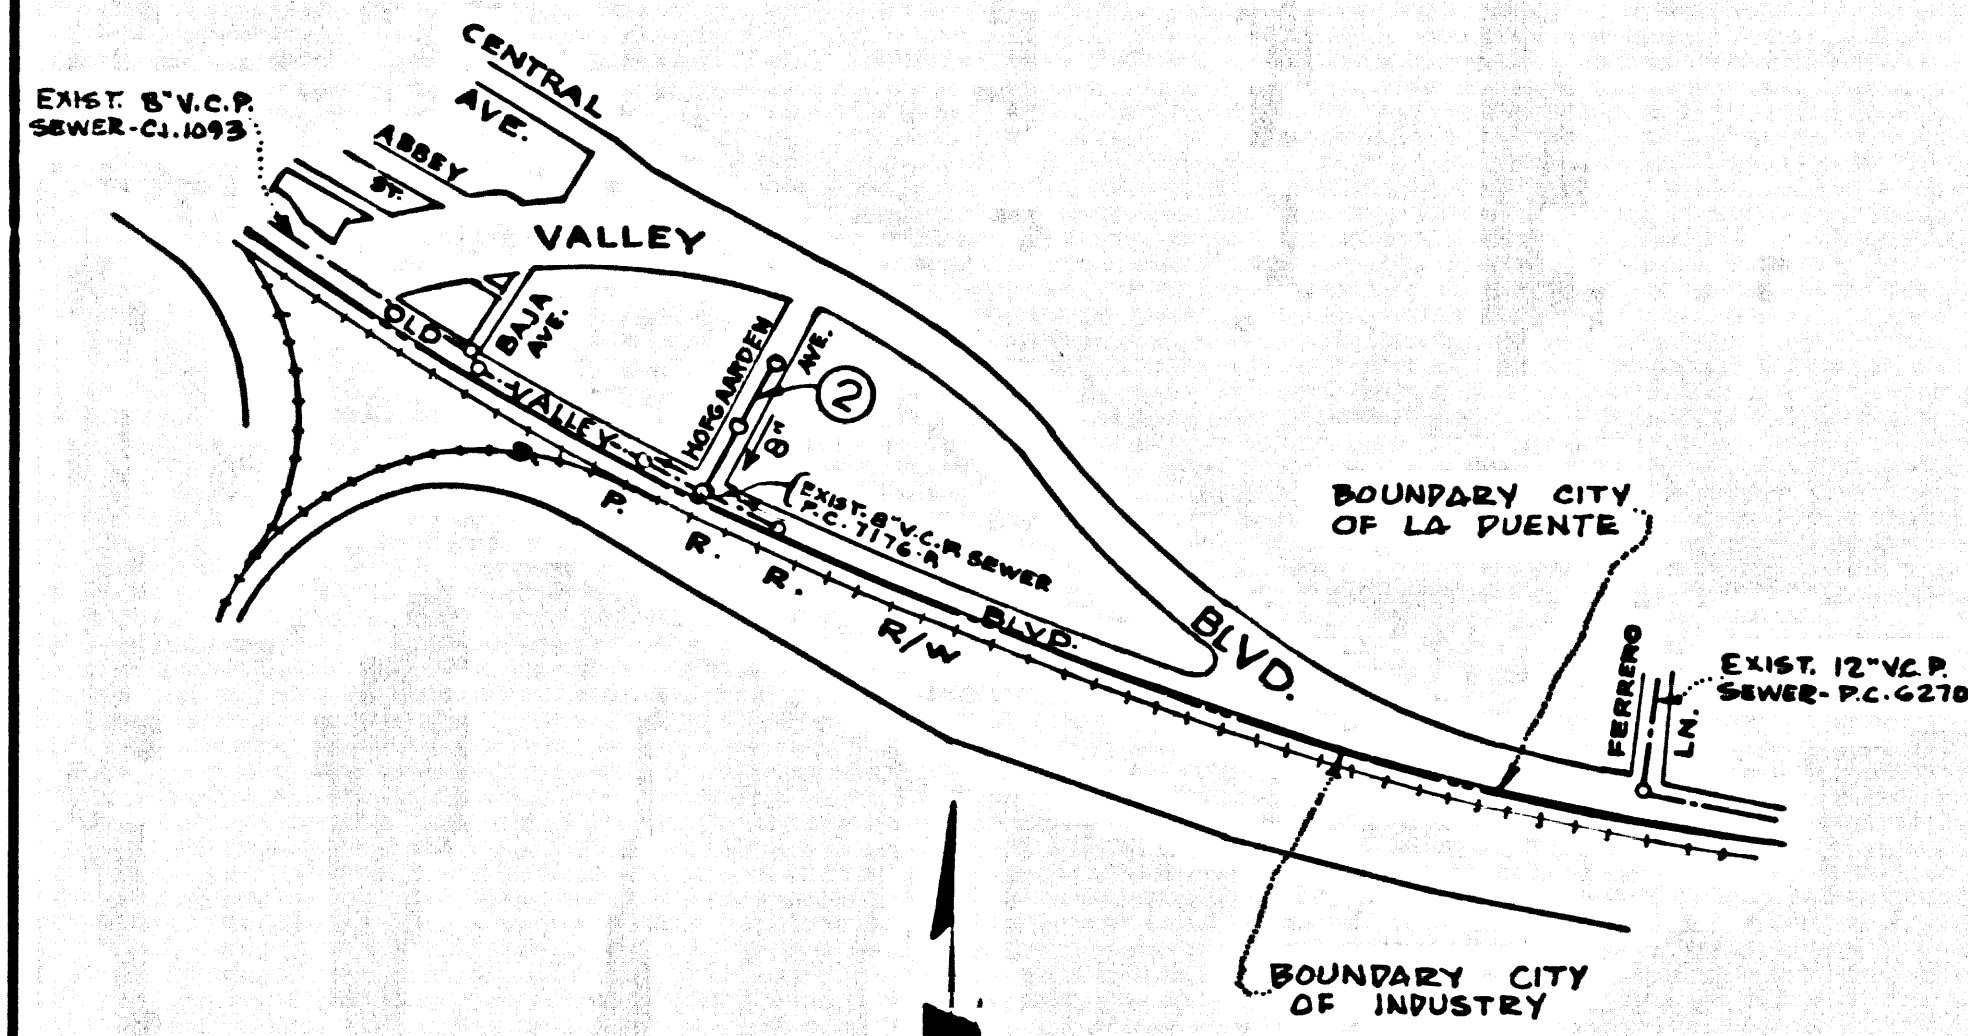 CENTRAL
AVE.
EXIST. 8" V.C.P.
SEWER-C.I.1093
ABBEY
ST.
VALLEY
BAJA
AVE.
OLD
VALLEY
HOFGAARDEN
AVE.
2
8"
EXIST. 8" V.C.P. SEWER
P.C. 7176-A
P.
R.
R.
R/W
BLVD.
BLVD.
BOUNDARY CITY
OF LA PUENTE
FERRERO
LN.
EXIST. 12" V.C.P.
SEWER-P.C.6270
BOUNDARY CITY
OF INDUSTRY